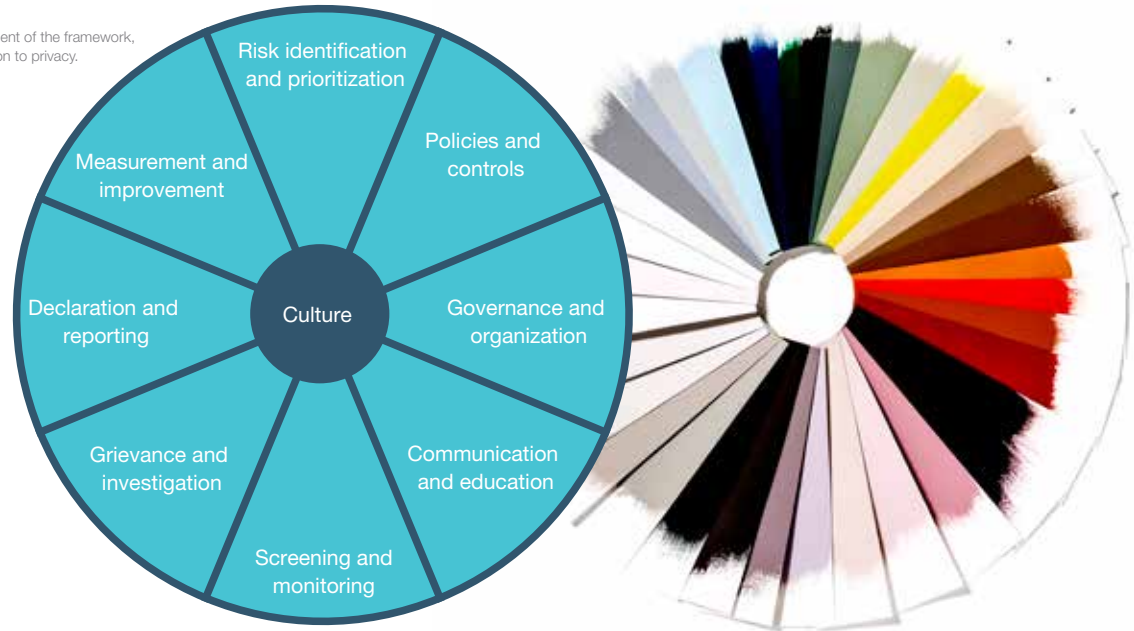 ent of the framework,
on to privacy.
Risk identification
and prioritization
Policies and
controls
Governance and
organization
Communication
and education
Screening and
monitoring
Grievance and
investigation
Declaration and
reporting
Measurement and
improvement
Culture